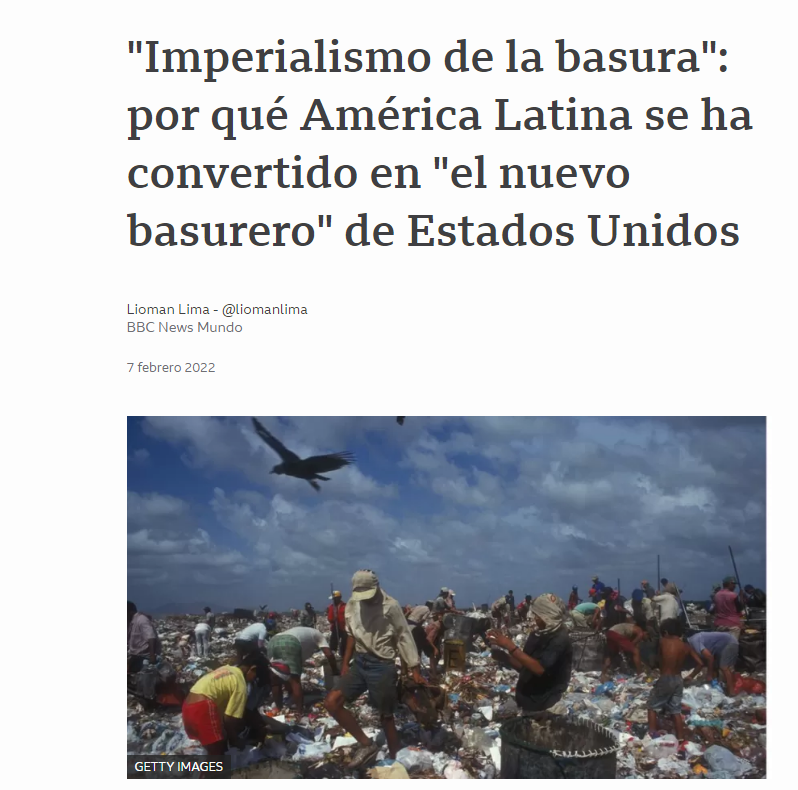 "Imperialismo de la basura":
por qué América Latina se ha
convertido en "el nuevo
basurero" de Estados Unidos
Lioman Lima - @liomanlima
BBC News Mundo
7 febrero 2022
GETTY IMAGES